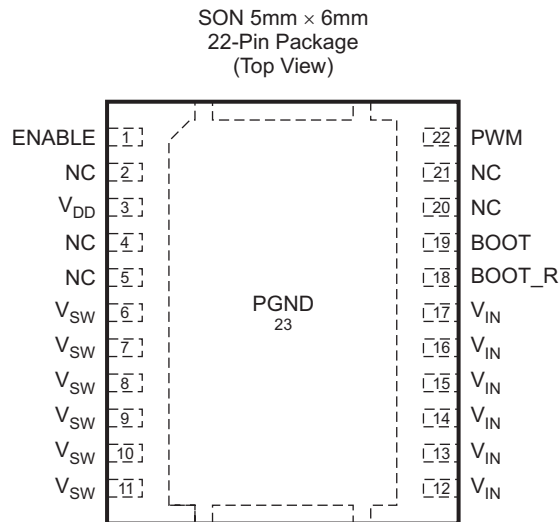 SON 5mm × 6mm
22-Pin Package
(Top View)
ENABLE 1 22 PWM
NC 2 21 NC
VDD 3 20 NC
NC 4 19 BOOT
NC 5 18 BOOT_R
VSW 6 17 VIN
VSW 7 16 VIN
VSW 8 15 VIN
VSW 9 14 VIN
VSW 10 13 VIN
VSW 11 12 VIN
PGND
23